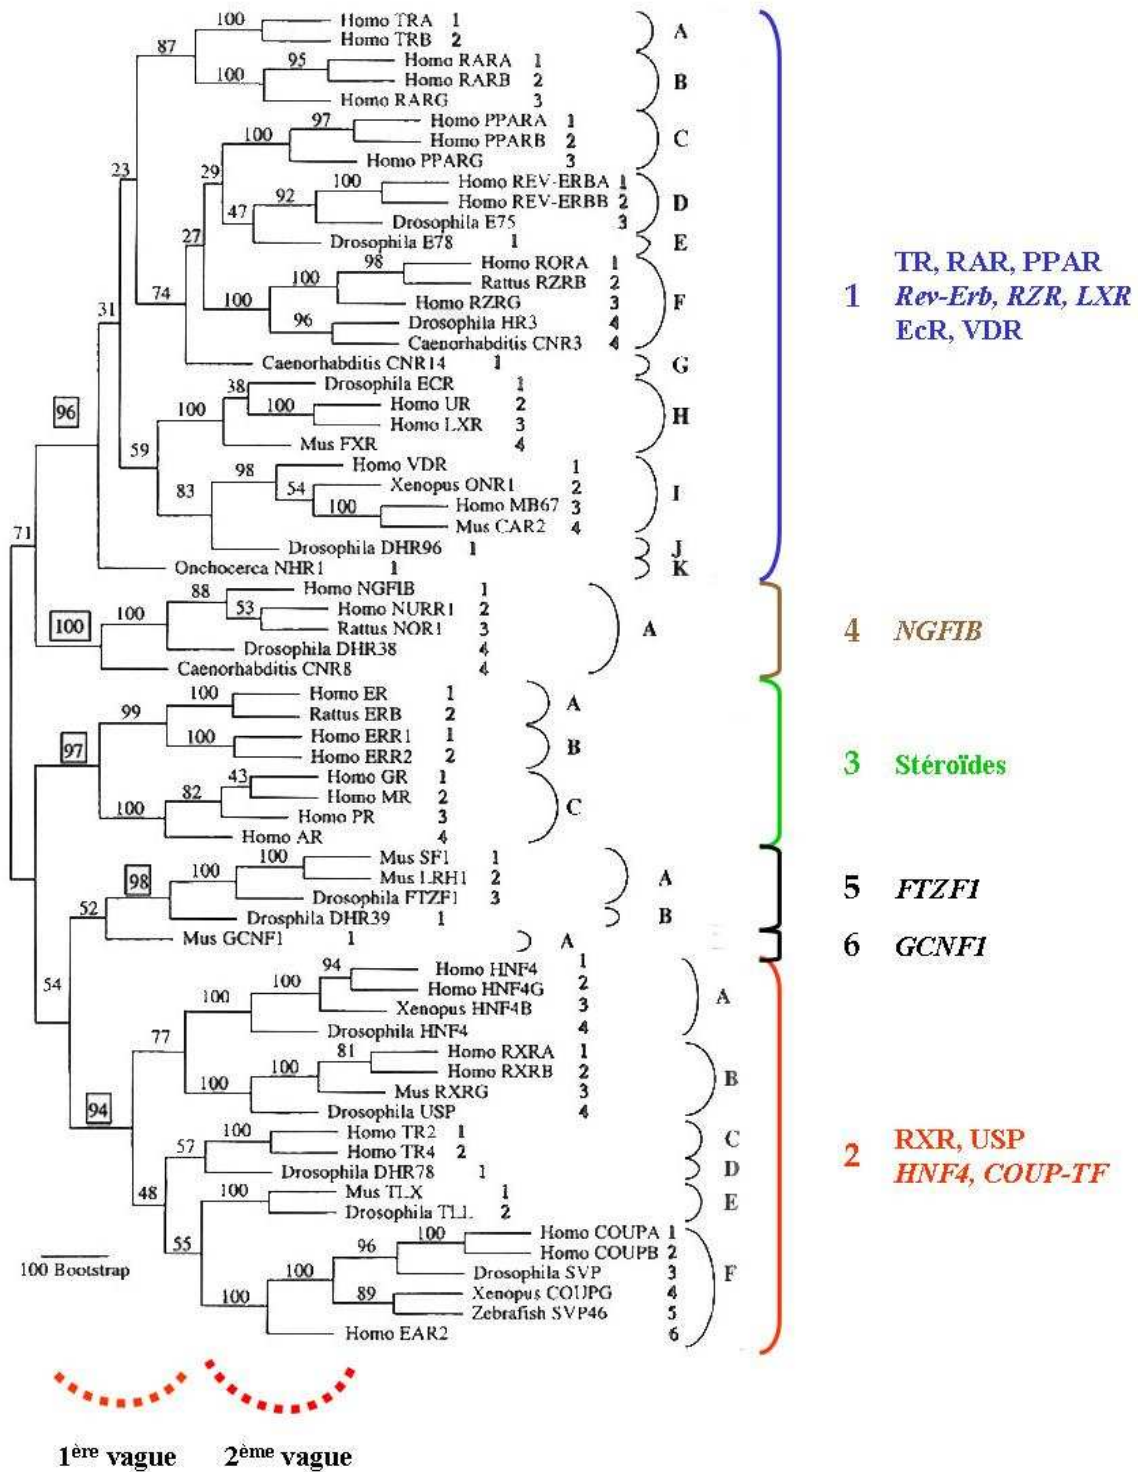 100 Homo TRA 1
Homo TRB 2
A
87
95 Homo RARA 1
100 Homo RARB 2
B
Homo RARG 3
97 Homo PPARA 1
100 Homo PPARB 2
C
Homo PPARG 3
23
29
100 Homo REV-ERBA 1
92 Homo REV-ERBB 2
D
47
Drosophila E75 3
Drosophila E78 1
E
27
98 Homo RORA 1
100 Rattus RZRB 2
F
74
100 Homo RZRG 3
96 Drosophila HR3 4
Caenorhabditis CNR3 4
31
Caenorhabditis CNR14 1
G
38 Drosophila ECR 1
100
100 Homo UR 2
H
Homo LXR 3
96
Mus FXR 4
59
98 Homo VDR 1
83
54 Xenopus ONR1 2
I
100 Homo MB67 3
Mus CAR2 4
71
Drosophila DHR96 1
J
Onchocerca NHR1 1
K
1
TR, RAR, PPAR
Rev-Erb, RZR, LXR
EcR, VDR
88 Homo NGFIB 1
100
53 Homo NURR1 2
100
Rattus NOR1 3
A
Drosophila DHR38 4
Caenorhabditis CNR8 4
4 NGFIB
100 Homo ER 1
99
Rattus ERB 2
A
100 Homo ERR1 1
97
Homo ERR2 2
B
43 Homo GR 1
82 Homo MR 2
100
Homo PR 3
C
Homo AR 4
3 Stéroïdes
100 Mus SF1 1
100
98
Mus LRH1 2
A
Drosophila FTZF1 3
52
Drosphila DHR39 1
B
5 FTZF1
Mus GCNF1 1
A
6 GCNF1
54
94 Homo HNF4 1
100 Homo HNF4G 2
100
Xenopus HNF4B 3
A
Drosophila HNF4 4
77
81 Homo RXRA 1
100 Homo RXRB 2
100
Mus RXRG 3
B
94
Drosophila USP 4
100 Homo TR2 1
57
Homo TR4 2
C
Drosophila DHR78 1
D
48
100 Mus TLX 1
Drosophila TLL 2
E
55
100 Homo COUPA 1
96 Homo COUPB 2
100
Drosophila SVP 3
F
100
89 Xenopus COUPG 4
Zebrafish SVP46 5
Homo EAR2 6
2
RXR, USP
HNF4, COUP-TF
100 Bootstrap
1ère vague 2ème vague